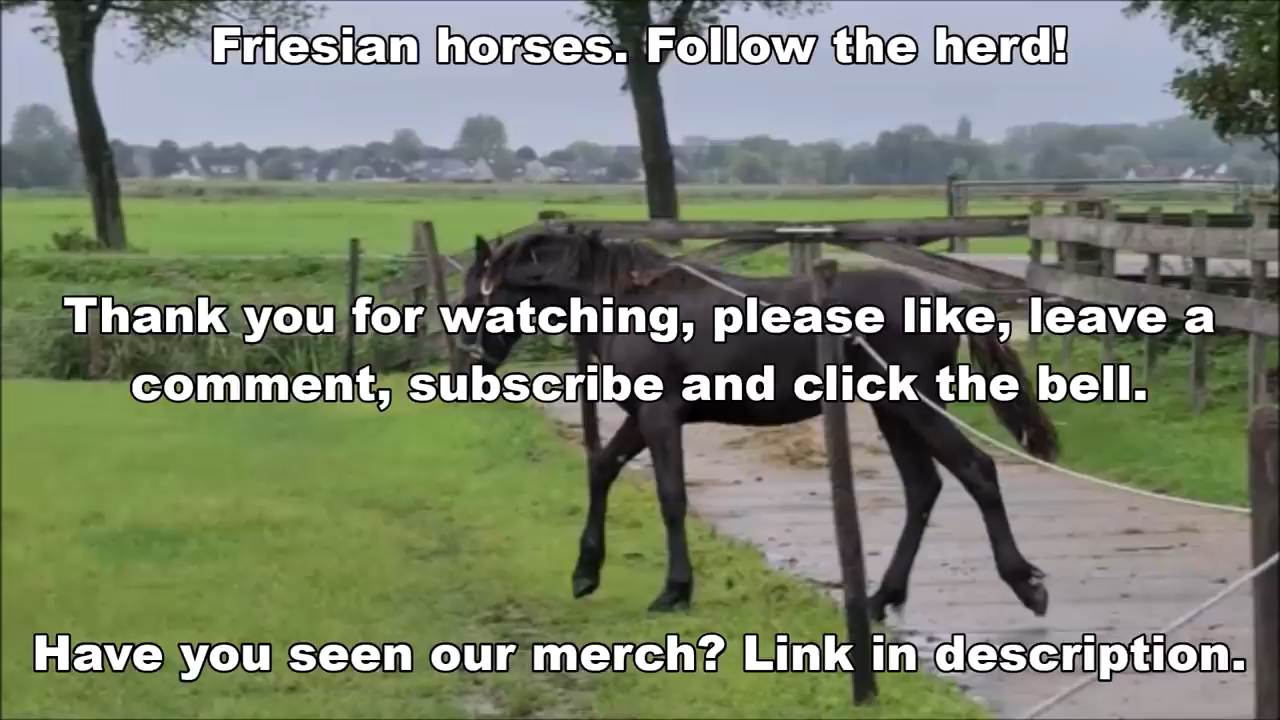 Friesian horses. Follow the herd!
Thank you for watching, please like, leave a
comment, subscribe and click the bell.
Have you seen our merch? Link in description.